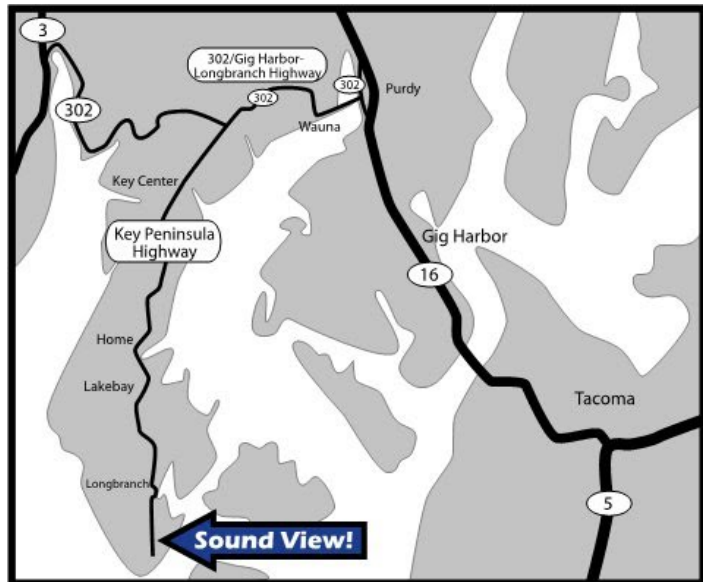 3
302/Gig Harbor-
Longbranch Highway
302
302
302
Purdy
Wauna
Key Center
Key Peninsula
Highway
Gig Harbor
16
Home
Lakebay
Tacoma
Longbranch
5
Sound View!